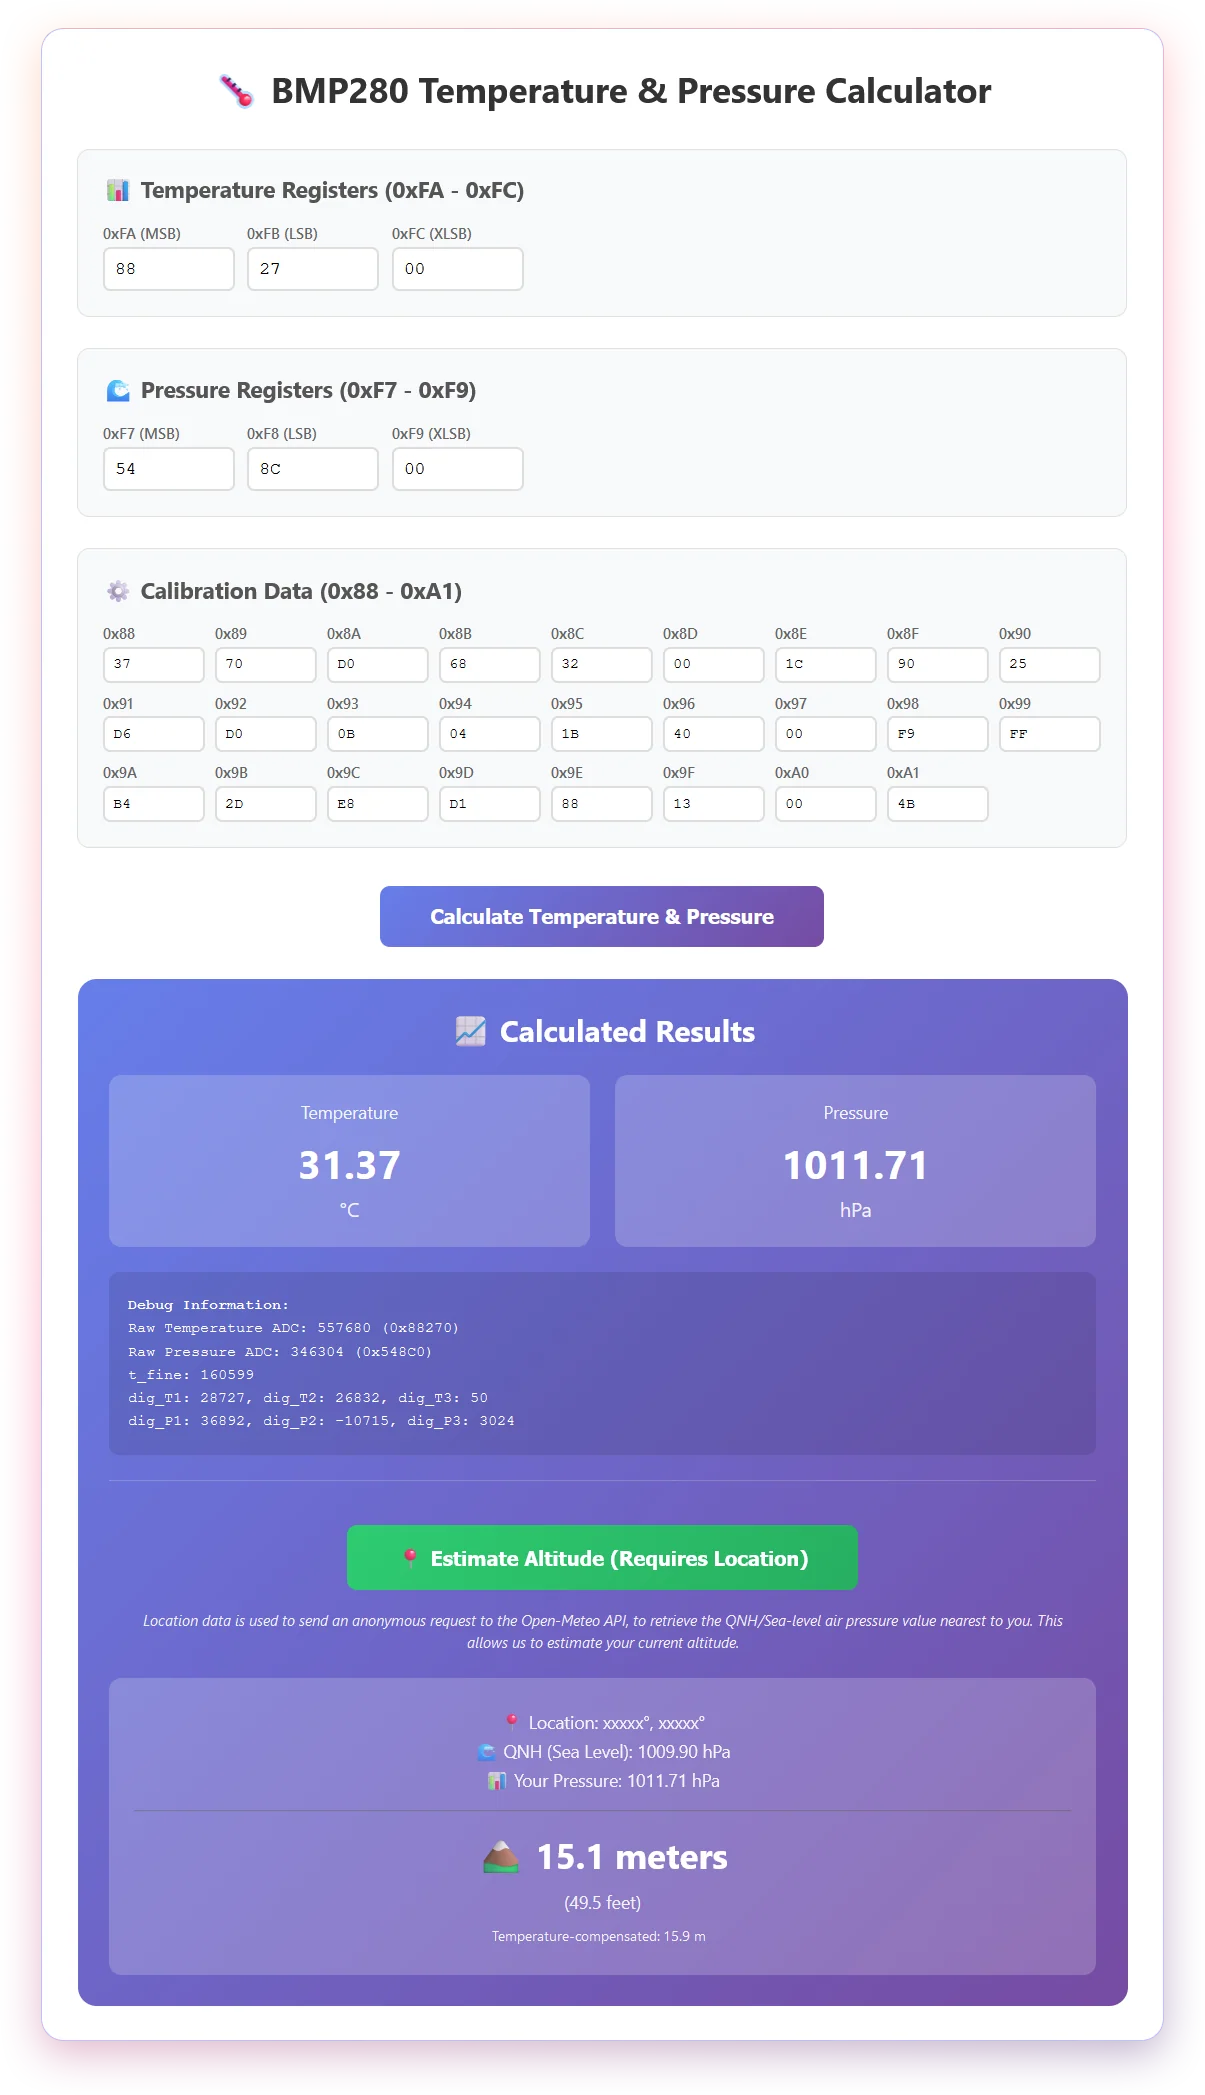 BMP280 Temperature & Pressure Calculator
Temperature Registers (0xFA - 0xFC)
0xFA (MSB) 0xFB (LSB) 0xFC (XLSB)
88 27 00
Pressure Registers (0xF7 - 0xF9)
0xF7 (MSB) 0xF8 (LSB) 0xF9 (XLSB)
54 8C 00
Calibration Data (0x88 - 0xA1)
0x88 0x89 0x8A 0x8B 0x8C 0x8D 0x8E 0x8F 0x90
37 70 D0 68 32 00 1C 90 25
0x91 0x92 0x93 0x94 0x95 0x96 0x97 0x98 0x99
D6 D0 0B 04 1B 40 00 F9 FF
0x9A 0x9B 0x9C 0x9D 0x9E 0x9F 0xA0 0xA1
B4 2D E8 D1 88 13 00 4B
Calculate Temperature & Pressure
Calculated Results
Temperature Pressure
31.37 1011.71
°C hPa
Debug Information:
Raw Temperature ADC: 557680 (0x88270)
Raw Pressure ADC: 346304 (0x548C0)
t_fine: 160599
dig_T1: 28727, dig_T2: 26832, dig_T3: 50
dig_P1: 36892, dig_P2: -10715, dig_P3: 3024
Estimate Altitude (Requires Location)
Location data is used to send an anonymous request to the Open-Meteo API, to retrieve the QNH/Sea-level air pressure value nearest to you. This
allows us to estimate your current altitude.
Location: xxxxx°, xxxxx°
QNH (Sea Level): 1009.90 hPa
Your Pressure: 1011.71 hPa
15.1 meters
(49.5 feet)
Temperature-compensated: 15.9 m